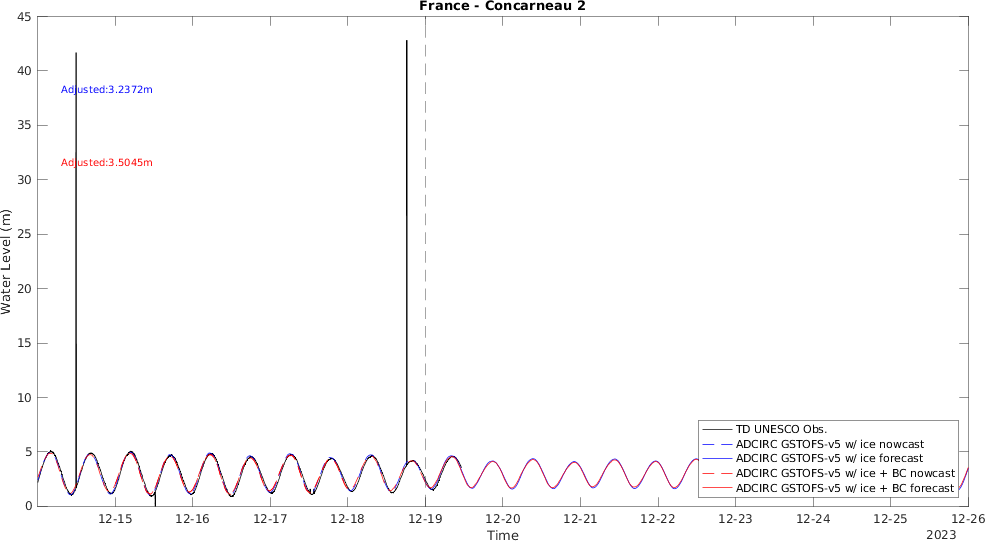 France - Concarneau 2
Water Level (m)
45
40
35
30
25
20
15
10
5
0
Adjusted:3.2372m
Adjusted:3.5045m
TD UNESCO Obs.
ADCIRC GSTOFS-v5 w/ ice nowcast
ADCIRC GSTOFS-v5 w/ ice forecast
ADCIRC GSTOFS-v5 w/ ice + BC nowcast
ADCIRC GSTOFS-v5 w/ ice + BC forecast
12-15 12-16 12-17 12-18 12-19 12-20 12-21 12-22 12-23 12-24 12-25 12-26
Time
2023